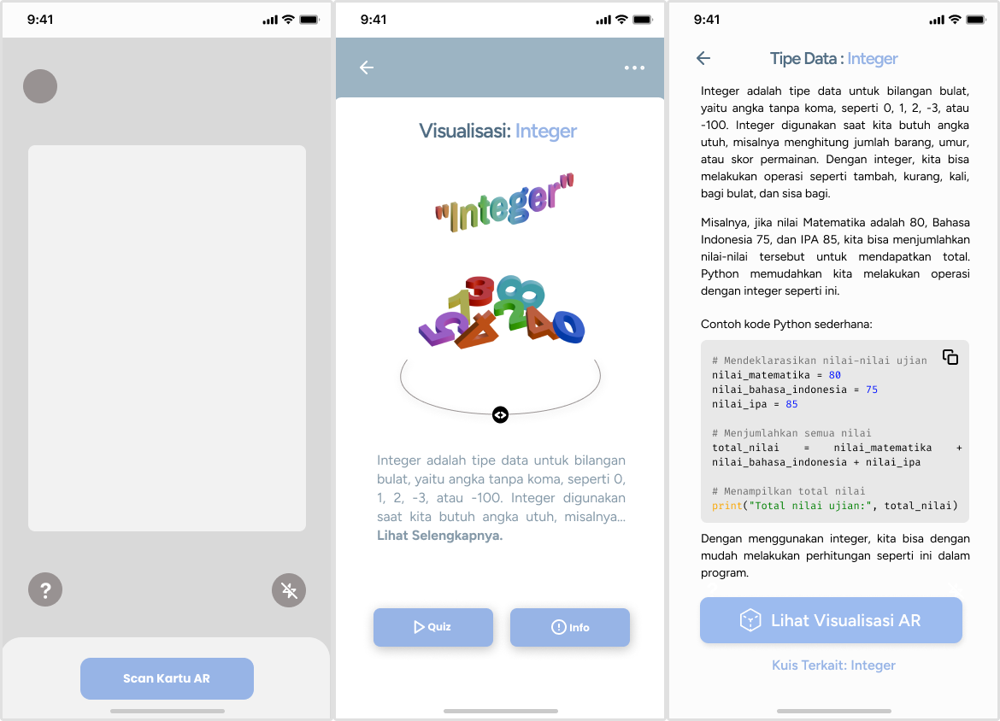 9:41
?
Scan Kartu AR
9:41
Visualisasi: Integer
"Integer"
1 3 8 5 4 2 4 0
Integer adalah tipe data untuk bilangan
bulat, yaitu angka tanpa koma, seperti 0,
1, 2, -3, atau -100. Integer digunakan
saat kita butuh angka utuh, misalnya...
Lihat Selengkapnya.
Quiz
Info
9:41
Tipe Data : Integer
Integer adalah tipe data untuk bilangan bulat,
yaitu angka tanpa koma, seperti 0, 1, 2, -3, atau
-100. Integer digunakan saat kita butuh angka
utuh, misalnya menghitung jumlah barang, umur,
atau skor permainan. Dengan integer, kita bisa
melakukan operasi seperti tambah, kurang, kali,
bagi bulat, dan sisa bagi.
Misalnya, jika nilai Matematika adalah 80, Bahasa
Indonesia 75, dan IPA 85, kita bisa menjumlahkan
nilai-nilai tersebut untuk mendapatkan total.
Python memudahkan kita melakukan operasi
dengan integer seperti ini.
Contoh kode Python sederhana:
# Mendeklarasikan nilai-nilai ujian
nilai_matematika = 80
nilai_bahasa_indonesia = 75
nilai_ipa = 85
# Menjumlahkan semua nilai
total_nilai = nilai_matematika +
nilai_bahasa_indonesia + nilai_ipa
# Menampilkan total nilai
print("Total nilai ujian:", total_nilai)
Dengan menggunakan integer, kita bisa dengan
mudah melakukan perhitungan seperti ini dalam
program.
Lihat Visualisasi AR
Kuis Terkait: Integer